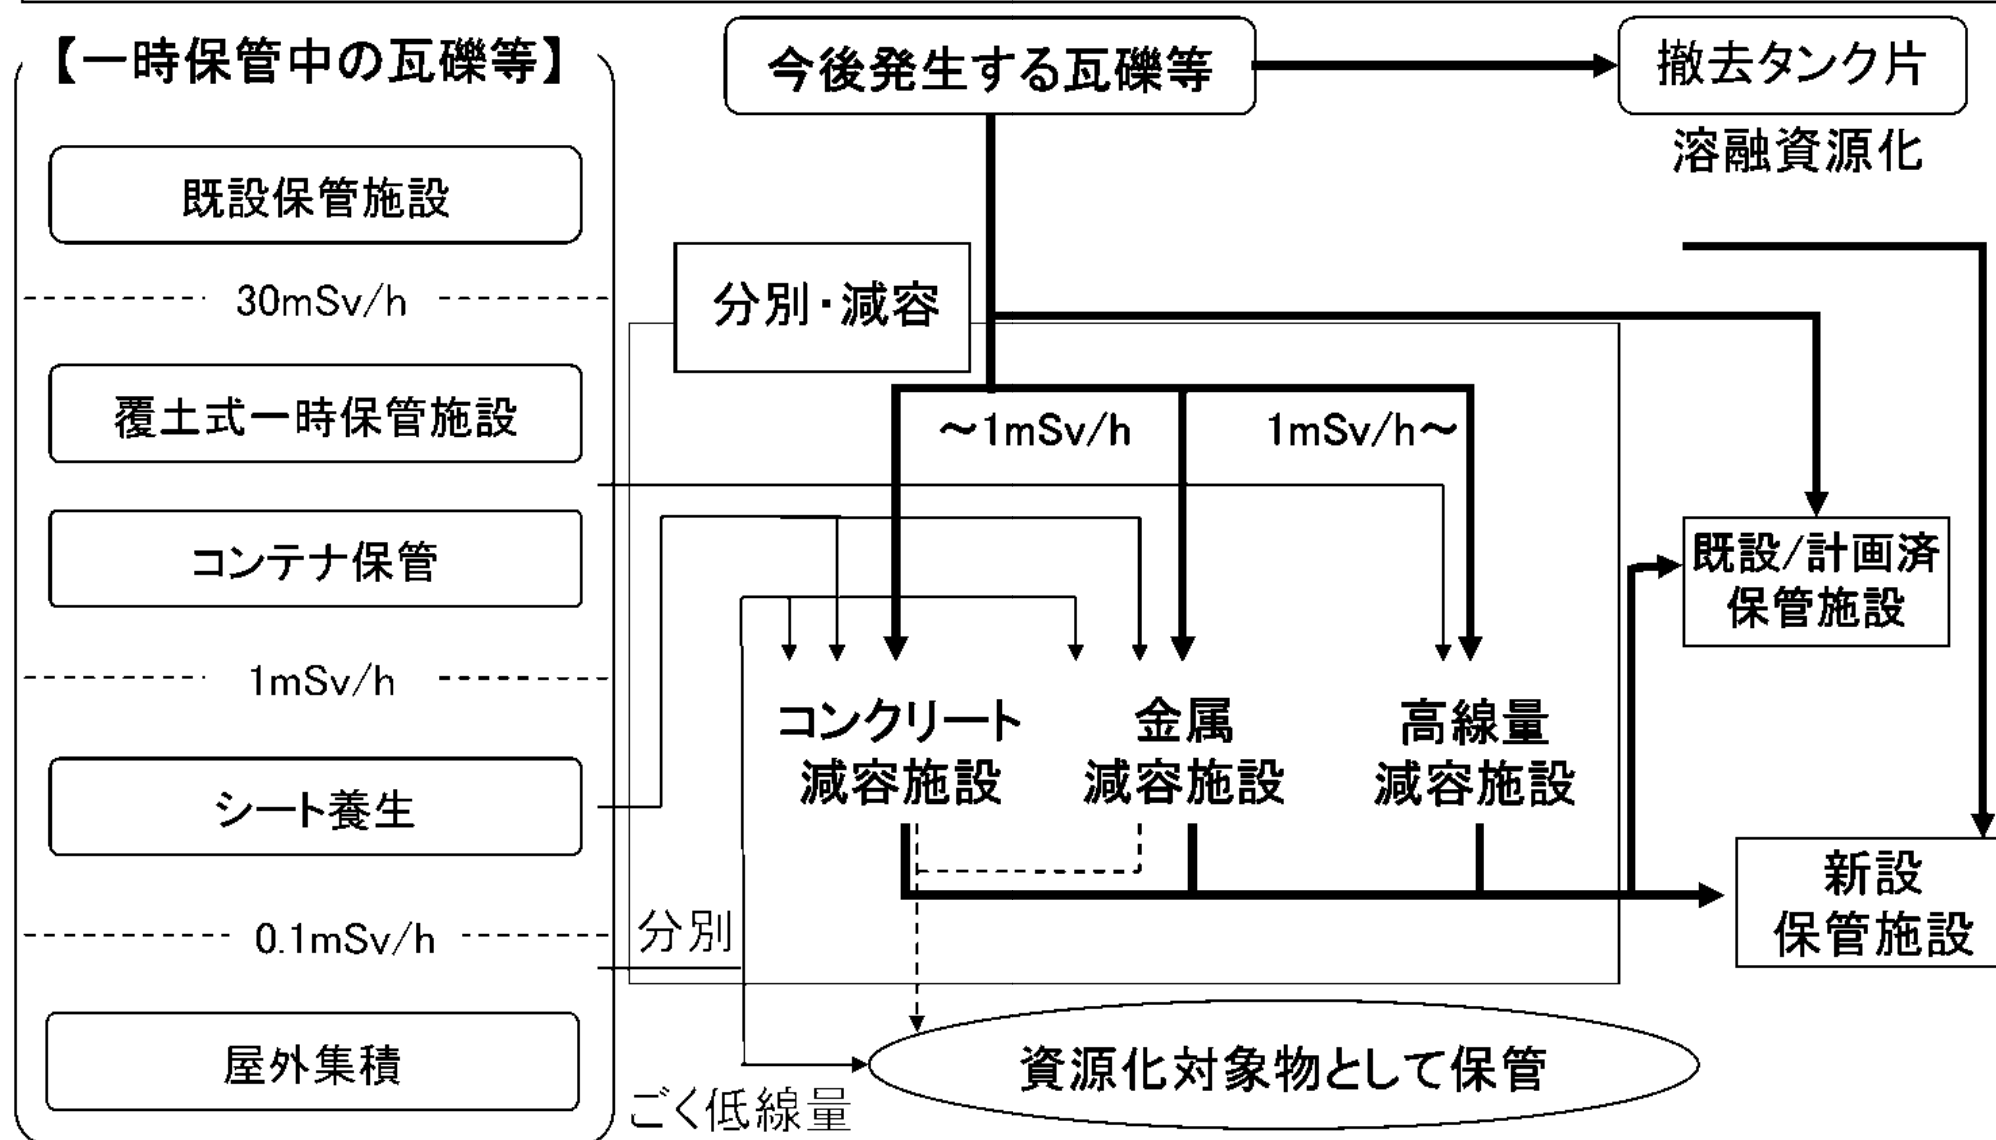 【一時保管中の瓦礫等】
既設保管施設
30mSv/h
覆土式一時保管施設
コンテナ保管
1mSv/h
シート養生
0.1mSv/h
屋外集積
今後発生する瓦礫等
撤去タンク片
溶融資源化
分別・減容
～1mSv/h
1mSv/h～
コンクリート
減容施設
金属
減容施設
高線量
減容施設
既設/計画済
保管施設
新設
保管施設
分別
ごく低線量
資源化対象物として保管